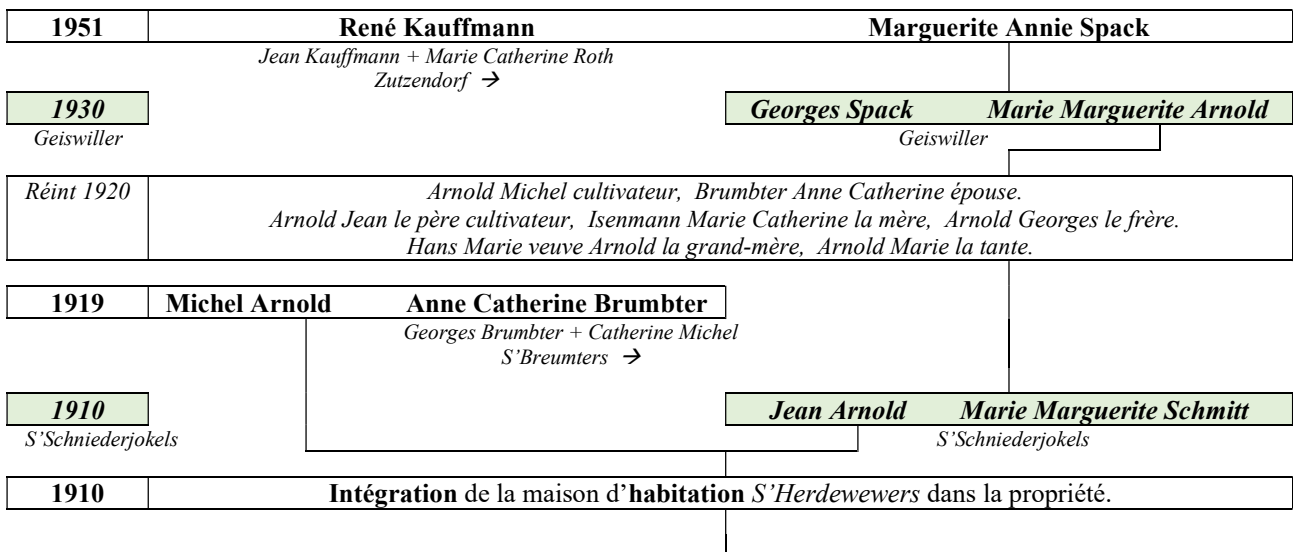 1951 René Kauffmann Marguerite Annie Spack
Jean Kauffmann + Marie Catherine Roth
Zutzendorf →
1930 Georges Spack Marie Marguerite Arnold
Geiswiller Geiswiller
Réint 1920 Arnold Michel cultivateur, Brumbter Anne Catherine épouse.
Arnold Jean le père cultivateur, Isenmann Marie Catherine la mère, Arnold Georges le frère.
Hans Marie veuve Arnold la grand-mère, Arnold Marie la tante.
1919 Michel Arnold Anne Catherine Brumbter
Georges Brumbter + Catherine Michel
S'Breumters →
1910 Jean Arnold Marie Marguerite Schmitt
S'Schniederjokels S'Schniederjokels
1910 Intégration de la maison d'habitation S'Herdewewers dans la propriété.